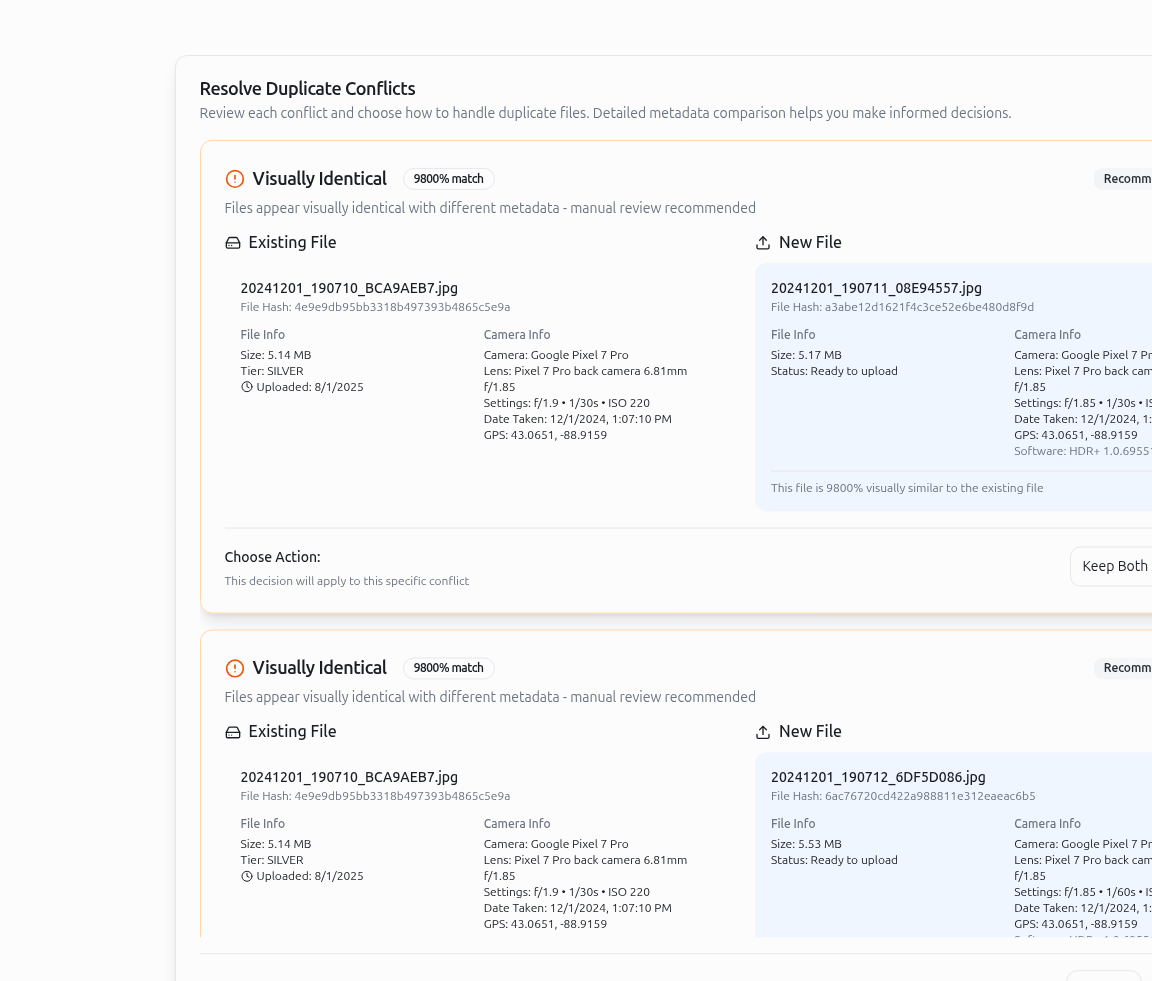 Resolve Duplicate Conflicts
Review each conflict and choose how to handle duplicate files. Detailed metadata comparison helps you make informed decisions.
Visually Identical
9800% match
Recomm
Files appear visually identical with different metadata - manual review recommended
Existing File
20241201_190710_BCA9AEB7.jpg
File Hash: 4e9e9db95bb3318b497393b4865c5e9a
File Info
Size: 5.14 MB
Tier: SILVER
Uploaded: 8/1/2025
Camera Info
Camera: Google Pixel 7 Pro
Lens: Pixel 7 Pro back camera 6.81mm
f/1.85
Settings: f/1.9 • 1/30s • ISO 220
Date Taken: 12/1/2024, 1:07:10 PM
GPS: 43.0651, -88.9159
New File
20241201_190711_08E94557.jpg
File Hash: a3abe12d1621f4c3ce52e6be480d8f9d
File Info
Size: 5.17 MB
Status: Ready to upload
Camera Info
Camera: Google Pixel 7 Pr
Lens: Pixel 7 Pro back cam
f/1.85
Settings: f/1.85 • 1/30s • IS
Date Taken: 12/1/2024, 1:
GPS: 43.0651, -88.9159
Software: HDR+ 1.0.6955
This file is 9800% visually similar to the existing file
Choose Action:
This decision will apply to this specific conflict
Keep Both
Visually Identical
9800% match
Recomm
Files appear visually identical with different metadata - manual review recommended
Existing File
20241201_190710_BCA9AEB7.jpg
File Hash: 4e9e9db95bb3318b497393b4865c5e9a
File Info
Size: 5.14 MB
Tier: SILVER
Uploaded: 8/1/2025
Camera Info
Camera: Google Pixel 7 Pro
Lens: Pixel 7 Pro back camera 6.81mm
f/1.85
Settings: f/1.9 • 1/30s • ISO 220
Date Taken: 12/1/2024, 1:07:10 PM
GPS: 43.0651, -88.9159
New File
20241201_190712_6DF5D086.jpg
File Hash: 6ac76720cd422a988811e312eaeac6b5
File Info
Size: 5.53 MB
Status: Ready to upload
Camera Info
Camera: Google Pixel 7 Pr
Lens: Pixel 7 Pro back cam
f/1.85
Settings: f/1.85 • 1/60s • IS
Date Taken: 12/1/2024, 1:
GPS: 43.0651, -88.9159